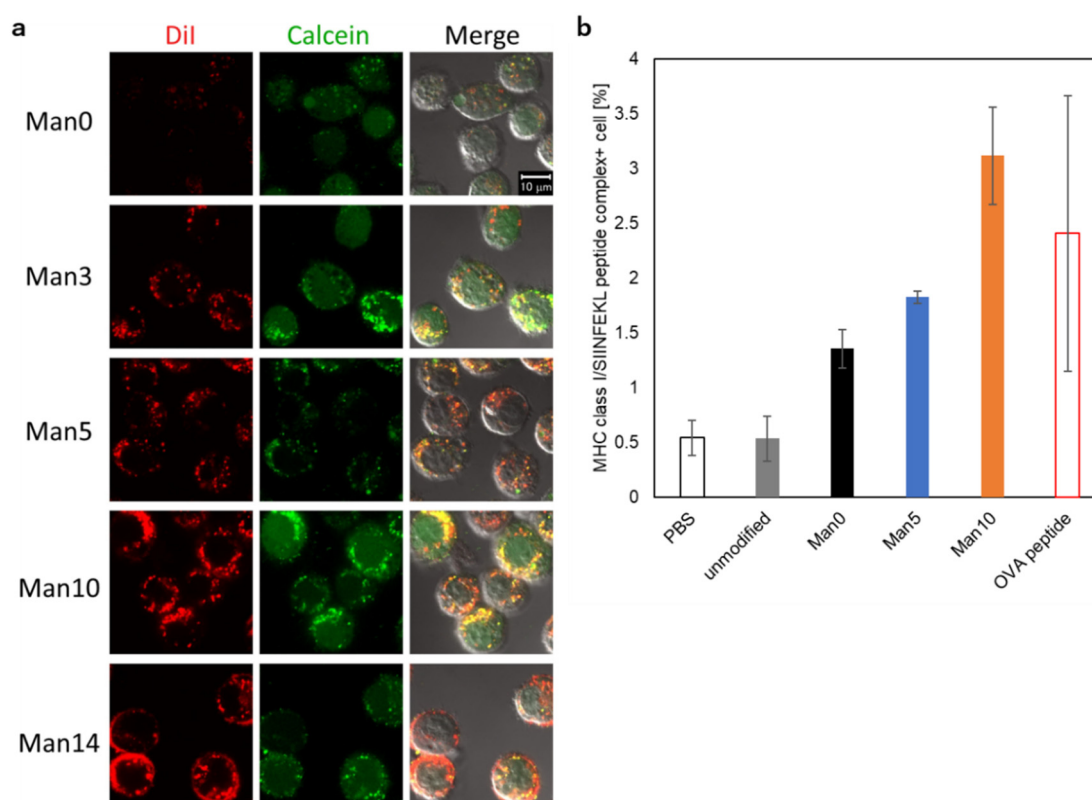 a
DiI Calcein Merge
Man0
10 μm
Man3
Man5
Man10
Man14
b
MHC class I/SIINFEKL peptide complex+ cell [%]
4
3.5
3
2.5
2
1.5
1
0.5
0
PBS
unmodified
Man0
Man5
Man10
OVA peptide